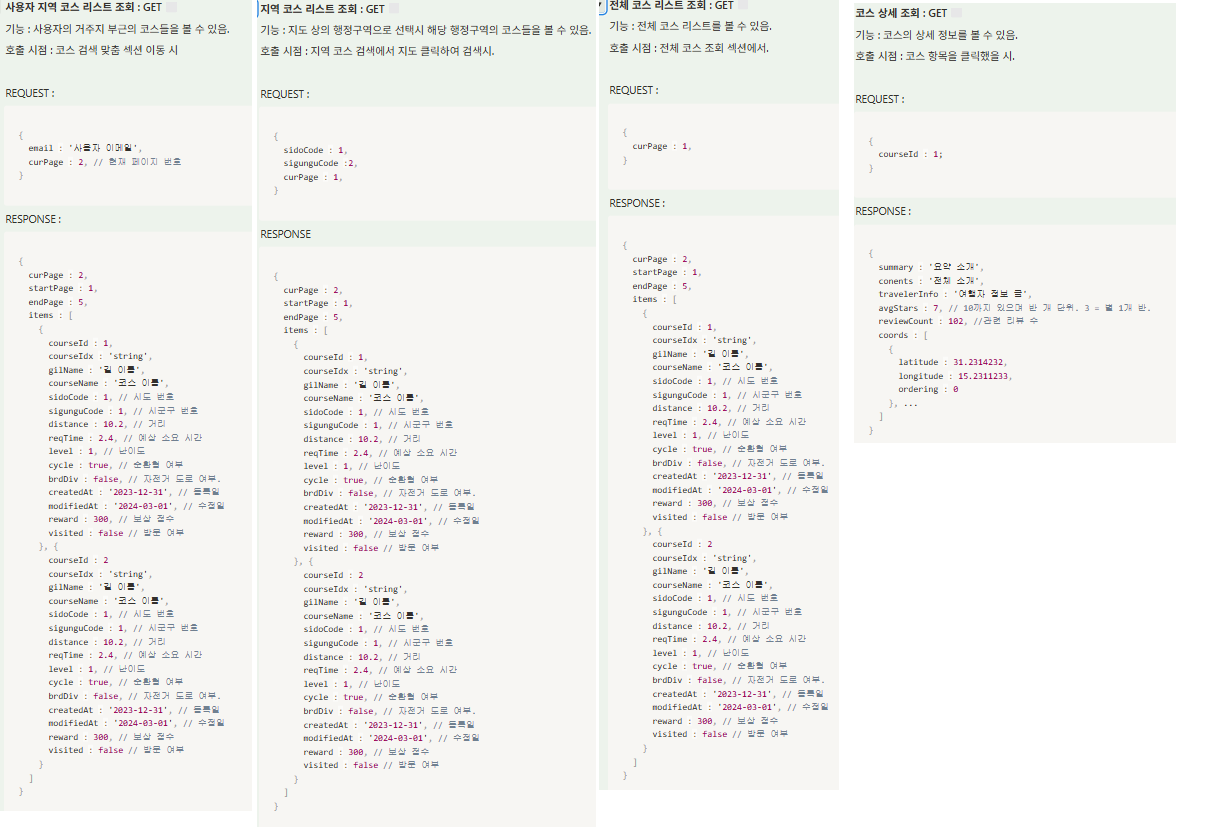 사용자 지역 코스 리스트 조회 : GET
기능 : 사용자의 거주지 부근의 코스들을 볼 수 있음.
호출 시점 : 코스 검색 맞춤 섹션 이동 시
REQUEST :
{
email : '사용자 이메일',
curPage : 2, // 현재 페이지 번호
}
RESPONSE :
{
curPage : 2,
startPage : 1,
endPage : 5,
items : [
{
courseId : 1,
courseIdx : 'string',
gilName : '길 이름',
courseName : '코스 이름',
sidoCode : 1, // 시도 번호
sigunguCode : 1, // 시군구 번호
distance : 10.2, // 거리
reqTime : 2.4, // 예상 소요 시간
level : 1, // 난이도
cycle : true, // 순환형 여부
brdDiv : false, // 자전거 도로 여부.
createdAt : '2023-12-31', // 등록일
modifiedAt : '2024-03-01', // 수정일
reward : 300, // 보상 점수
visited : false // 방문 여부
}, {
courseId : 2
courseIdx : 'string',
gilName : '길 이름',
courseName : '코스 이름',
sidoCode : 1, // 시도 번호
sigunguCode : 1, // 시군구 번호
distance : 10.2, // 거리
reqTime : 2.4, // 예상 소요 시간
level : 1, // 난이도
cycle : true, // 순환형 여부
brdDiv : false, // 자전거 도로 여부.
createdAt : '2023-12-31', // 등록일
modifiedAt : '2024-03-01', // 수정일
reward : 300, // 보상 점수
visited : false // 방문 여부
}
]
}
지역 코스 리스트 조회 : GET
기능 : 지도 상의 행정구역으로 선택시 해당 행정구역의 코스들을 볼 수 있음.
호출 시점 : 지역 코스 검색에서 지도 클릭하여 검색시.
REQUEST :
{
sidoCode : 1,
sigunguCode :2,
curPage : 1,
}
RESPONSE
{
curPage : 2,
startPage : 1,
endPage : 5,
items : [
{
courseId : 1,
courseIdx : 'string',
gilName : '길 이름',
courseName : '코스 이름',
sidoCode : 1, // 시도 번호
sigunguCode : 1, // 시군구 번호
distance : 10.2, // 거리
reqTime : 2.4, // 예상 소요 시간
level : 1, // 난이도
cycle : true, // 순환형 여부
brdDiv : false, // 자전거 도로 여부.
createdAt : '2023-12-31', // 등록일
modifiedAt : '2024-03-01', // 수정일
reward : 300, // 보상 점수
visited : false // 방문 여부
}, {
courseId : 2
courseIdx : 'string',
gilName : '길 이름',
courseName : '코스 이름',
sidoCode : 1, // 시도 번호
sigunguCode : 1, // 시군구 번호
distance : 10.2, // 거리
reqTime : 2.4, // 예상 소요 시간
level : 1, // 난이도
cycle : true, // 순환형 여부
brdDiv : false, // 자전거 도로 여부.
createdAt : '2023-12-31', // 등록일
modifiedAt : '2024-03-01', // 수정일
reward : 300, // 보상 점수
visited : false // 방문 여부
}
]
}
전체 코스 리스트 조회 : GET
기능 : 전체 코스 리스트를 볼 수 있음.
호출 시점 : 전체 코스 조회 섹션에서.
REQUEST :
{
curPage : 1,
}
RESPONSE :
{
curPage : 2,
startPage : 1,
endPage : 5,
items : [
{
courseId : 1,
courseIdx : 'string',
gilName : '길 이름',
courseName : '코스 이름',
sidoCode : 1, // 시도 번호
sigunguCode : 1, // 시군구 번호
distance : 10.2, // 거리
reqTime : 2.4, // 예상 소요 시간
level : 1, // 난이도
cycle : true, // 순환형 여부
brdDiv : false, // 자전거 도로 여부.
createdAt : '2023-12-31', // 등록일
modifiedAt : '2024-03-01', // 수정일
reward : 300, // 보상 점수
visited : false // 방문 여부
}, {
courseId : 2
courseIdx : 'string',
gilName : '길 이름',
courseName : '코스 이름',
sidoCode : 1, // 시도 번호
sigunguCode : 1, // 시군구 번호
distance : 10.2, // 거리
reqTime : 2.4, // 예상 소요 시간
level : 1, // 난이도
cycle : true, // 순환형 여부
brdDiv : false, // 자전거 도로 여부.
createdAt : '2023-12-31', // 등록일
modifiedAt : '2024-03-01', // 수정일
reward : 300, // 보상 점수
visited : false // 방문 여부
}
]
}
코스 상세 조회 : GET
기능 : 코스의 상세 정보를 볼 수 있음.
호출 시점 : 코스 항목을 클릭했을 시.
REQUEST :
{
courseId : 1;
}
RESPONSE :
{
summary : '요약 소개',
conents : '전체 소개',
travelerInfo : '여행자 정보 글',
avgStars : 7, // 10까지 있으며 반 개 단위. 3 = 별 1개 반.
reviewCount : 102, //관련 리뷰 수
coords : [
{
latitude : 31.2314232,
longitude : 15.2311233,
ordering : 0
}, ...
]
}